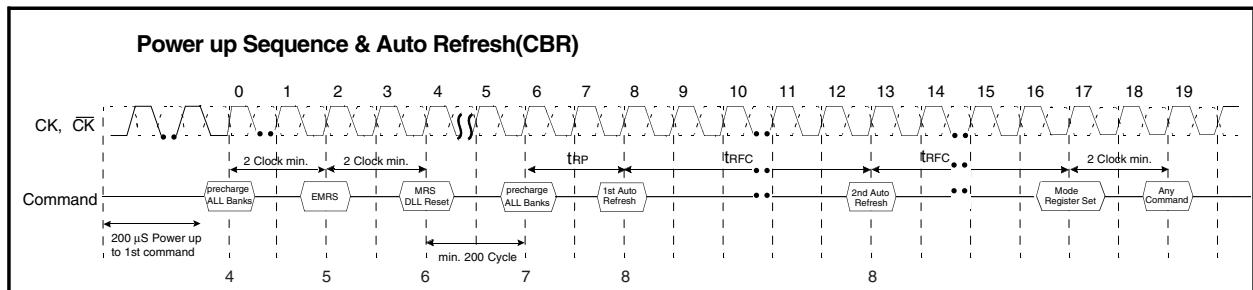 Power up Sequence & Auto Refresh(CBR)
0 1 2 3 4 5 6 7 8 9 10 11 12 13 14 15 16 17 18 19
CK, C̅K̅
2 Clock min. 2 Clock min. tRP tRFC tRFC 2 Clock min.
Command
precharge
ALL Banks
EMRS
MRS
DLL Reset
precharge
ALL Banks
1st Auto
Refresh
2nd Auto
Refresh
Mode
Register Set
Any
Command
200 μS Power up
to 1st command
min. 200 Cycle
4 5 6 7 8 8